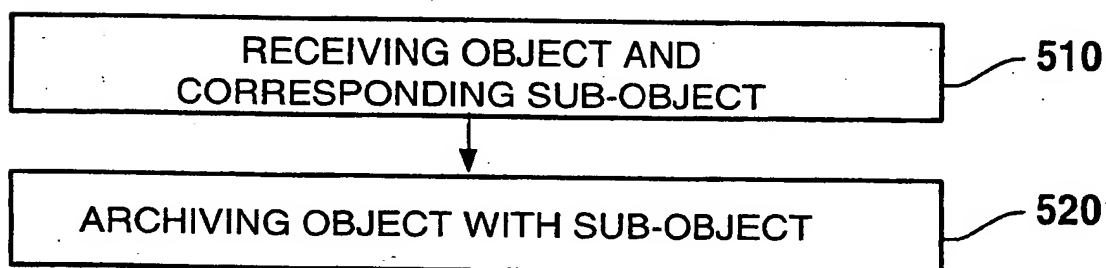 RECEIVING OBJECT AND
CORRESPONDING SUB-OBJECT
510
ARCHIVING OBJECT WITH SUB-OBJECT
520